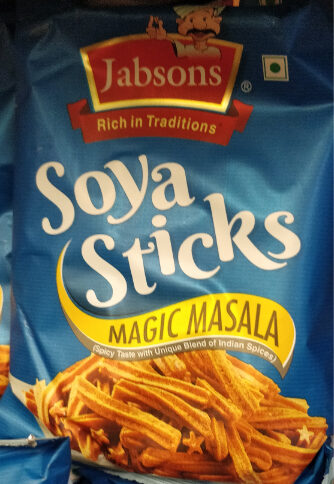 Jabsons
®
Rich in Traditions
Soya
Sticks
MAGIC MASALA
(Spicy Taste with Unique Blend of Indian Spices)